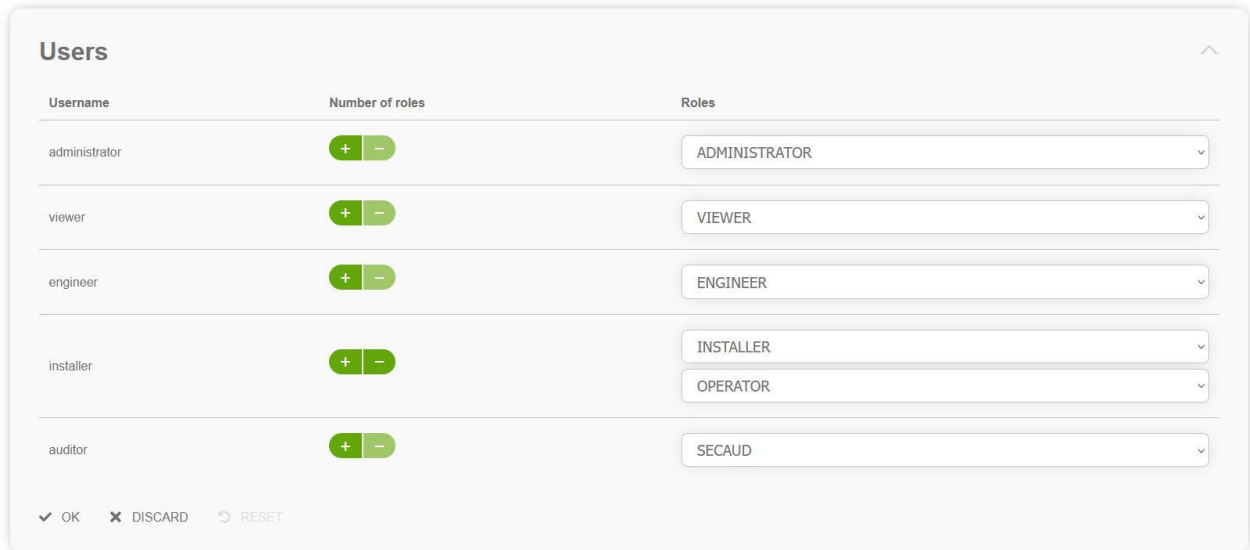 Users
Username Number of roles Roles
administrator + − ADMINISTRATOR
viewer + − VIEWER
engineer + − ENGINEER
installer + − INSTALLER
OPERATOR
auditor + − SECAUD
OK DISCARD RESET